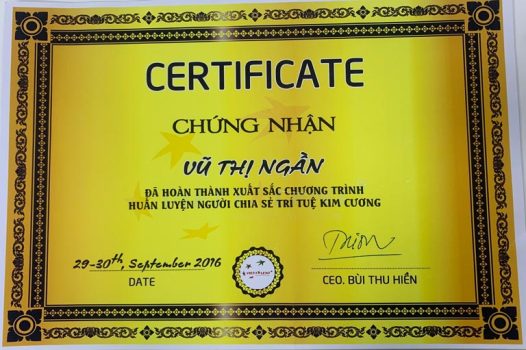 CERTIFICATE
CHỨNG NHẬN
VŨ THỊ NGẦN
ĐÃ HOÀN THÀNH XUẤT SẮC CHƯƠNG TRÌNH
HUẤN LUYỆN NGƯỜI CHIA SẺ TRÍ TUỆ KIM CƯƠNG
29-30th, September 2016
DATE
CEO. BÙI THU HIỀN